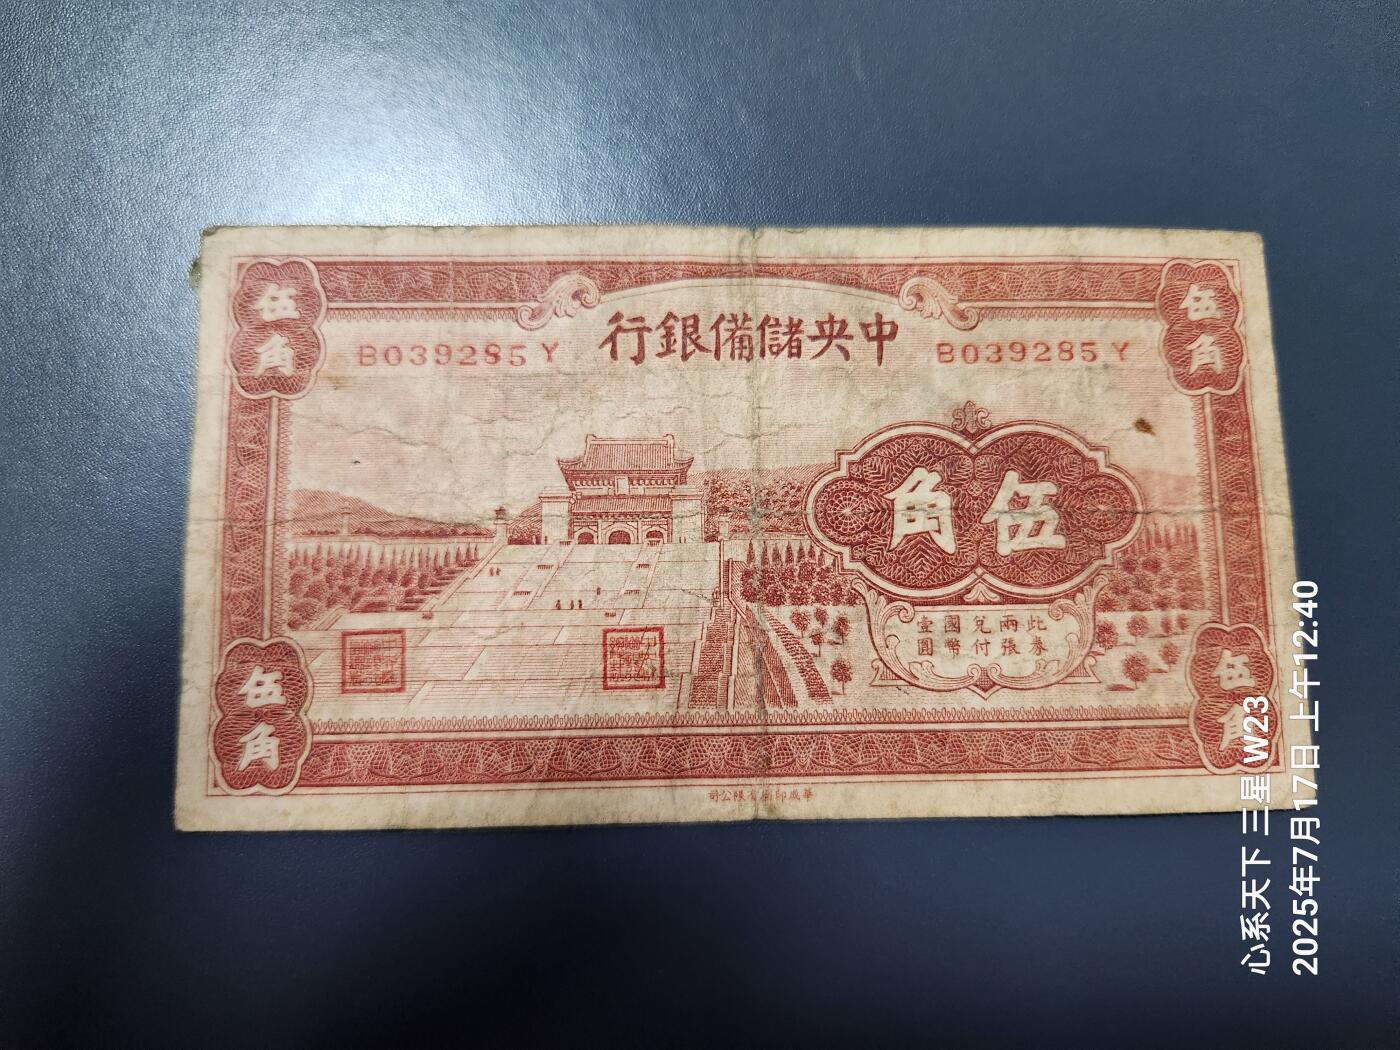 中央儲備銀行
B039285Y
B039285Y
伍角
伍角
伍角
此券
兩張
兌付
國幣
壹圓
伍角
伍角
華成印刷有限公司
心系天下 三星 W23
2025年7月17日 上午12:40